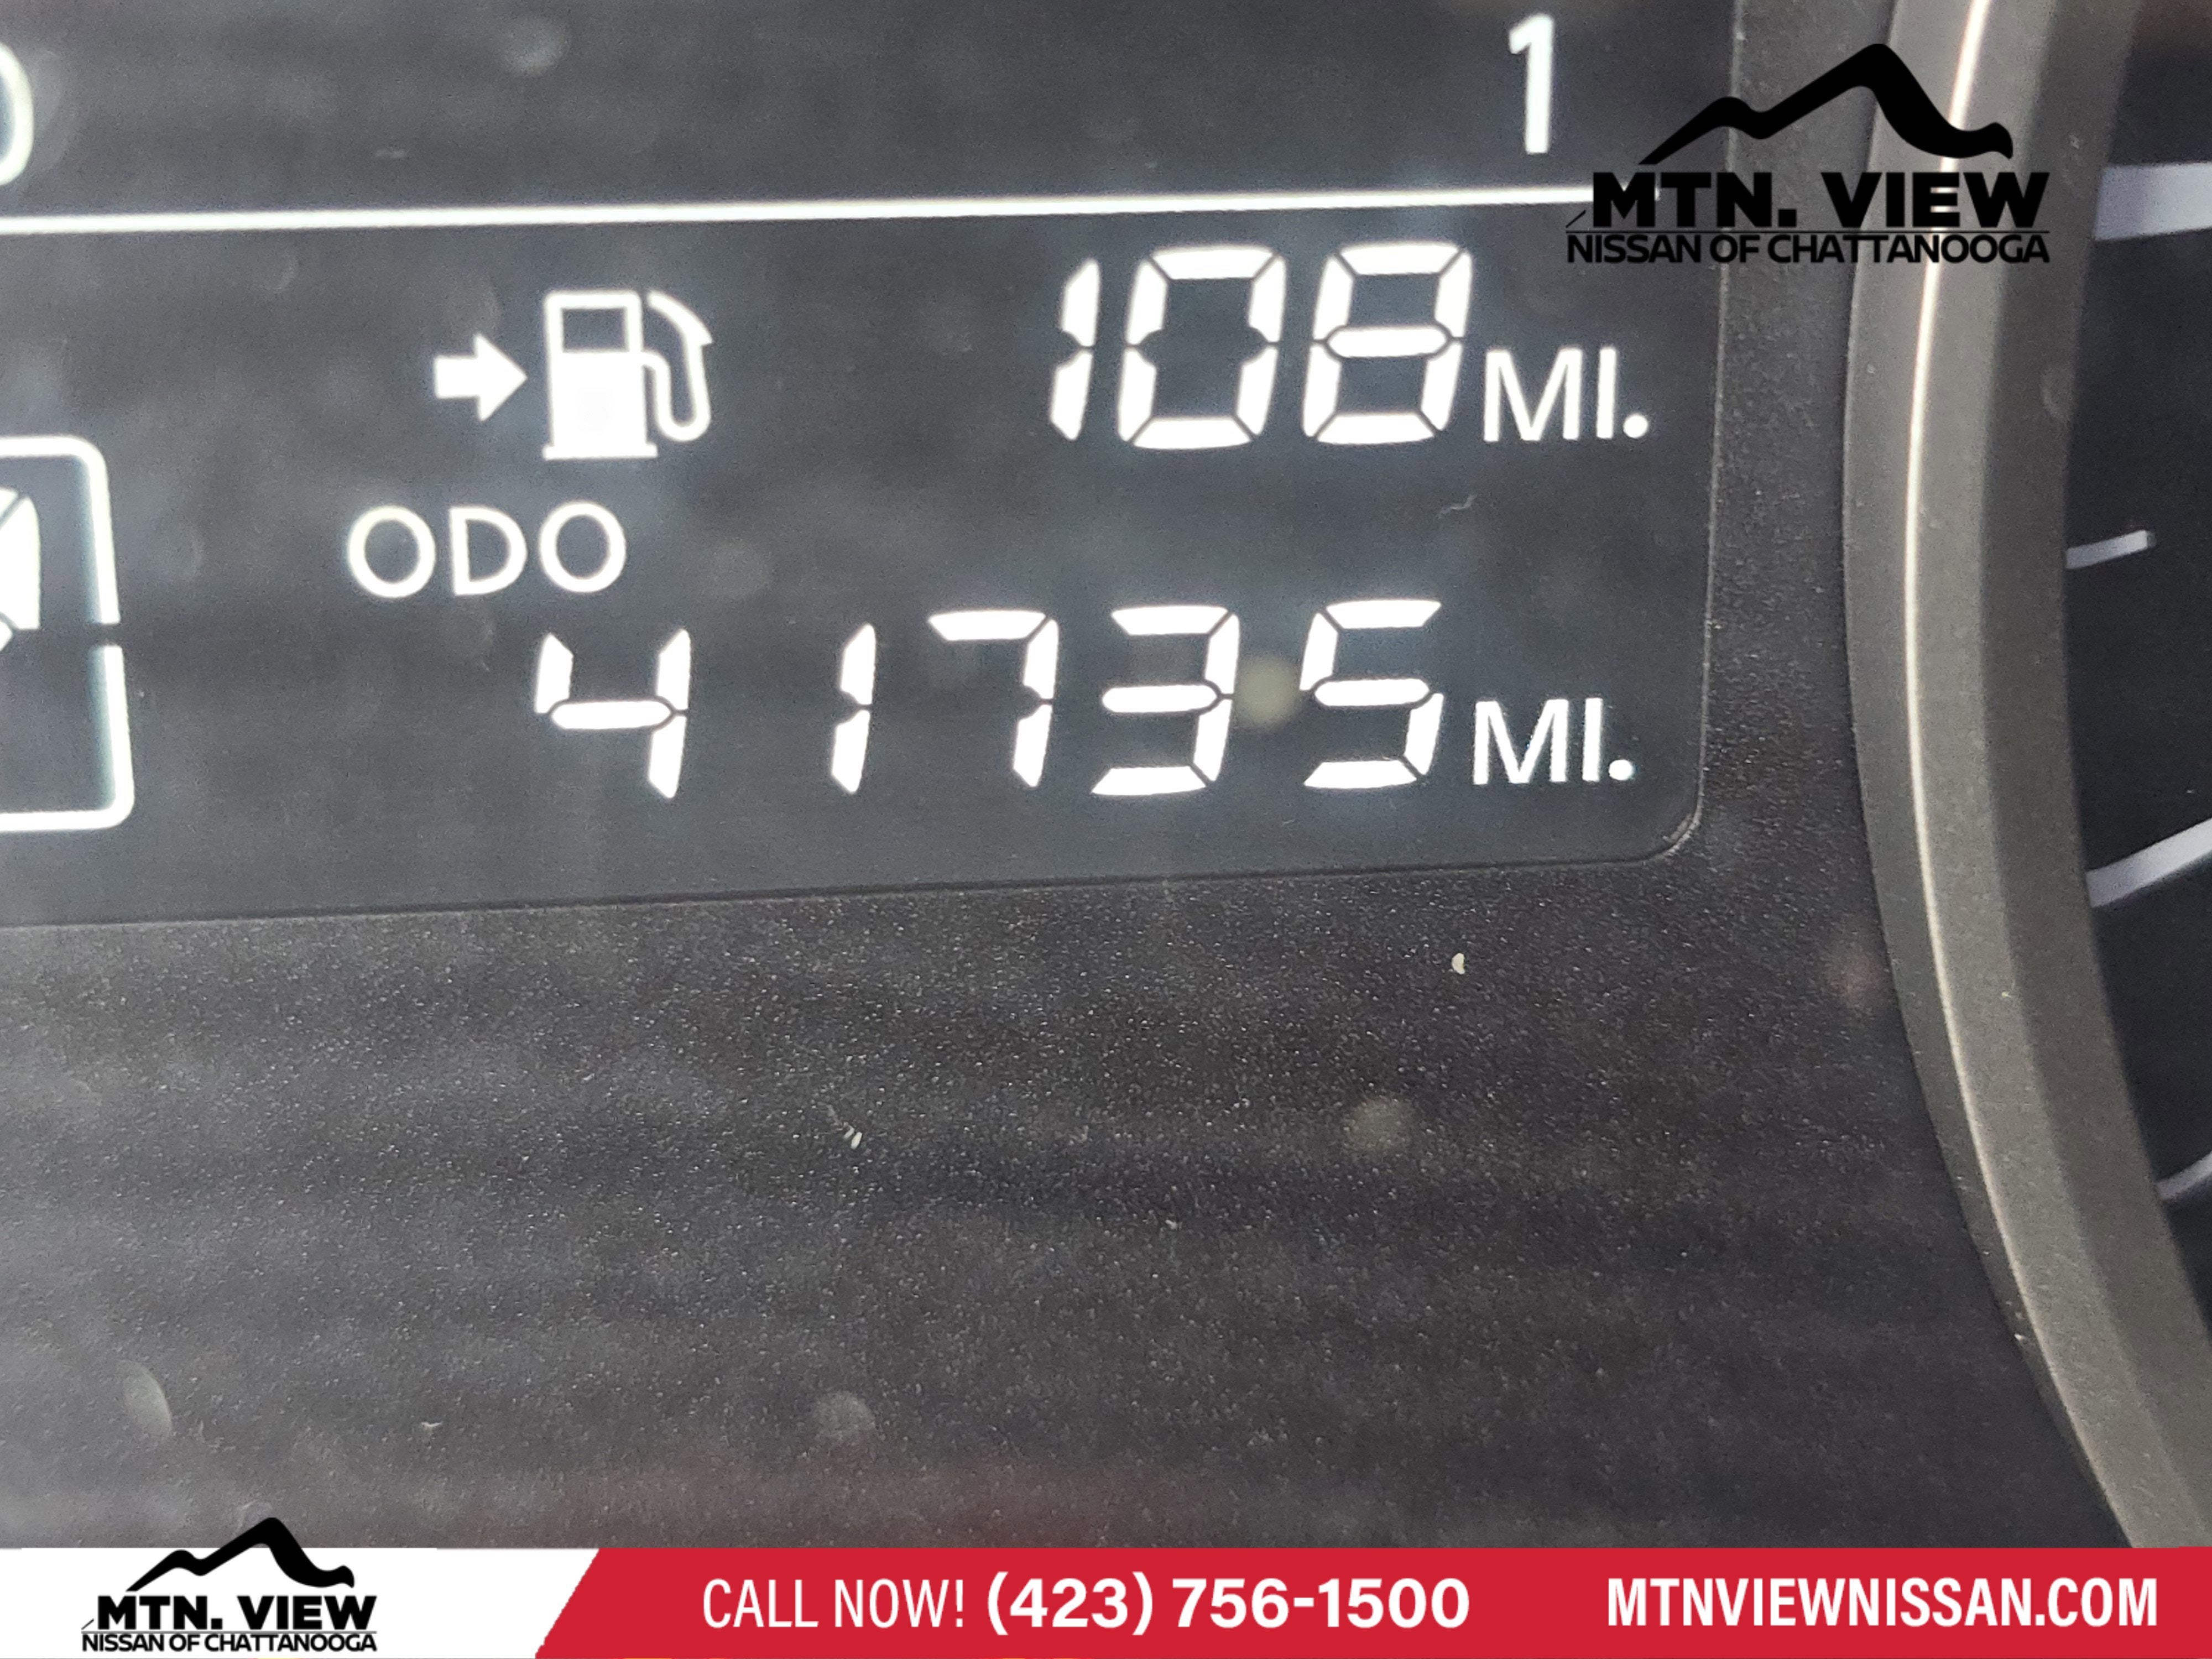 0 1
MTN. VIEW
NISSAN OF CHATTANOOGA
108 MI.
ODO
41735 MI.
MTN. VIEW
NISSAN OF CHATTANOOGA
CALL NOW! (423) 756-1500
MTNVIEWNISSAN.COM